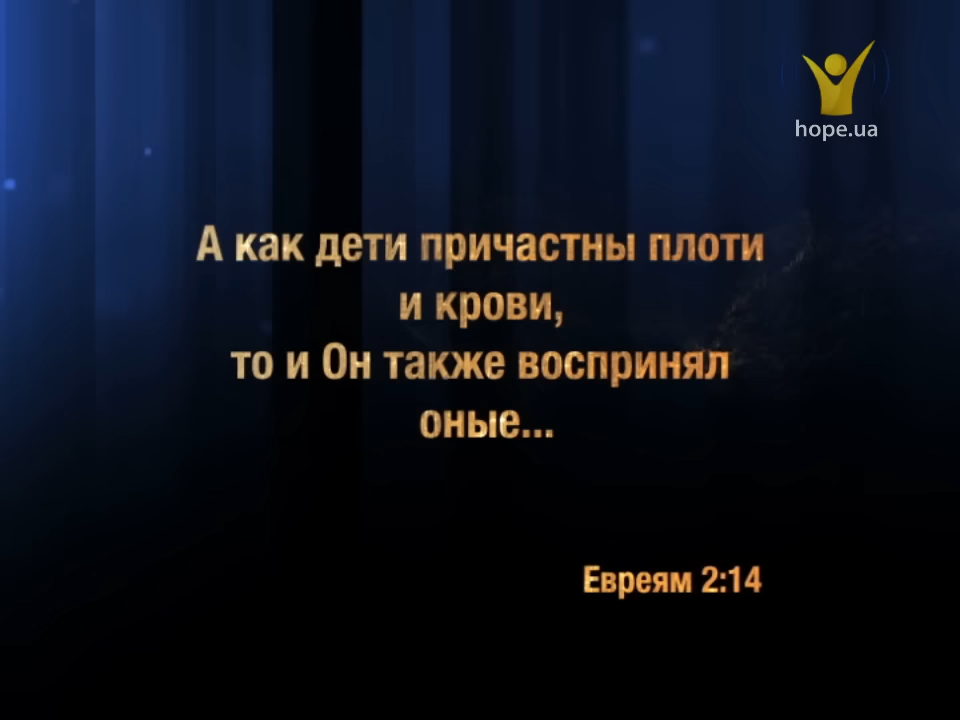 hope.ua
А как дети причастны плоти
и крови,
то и Он также воспринял
оные...
Евреям 2:14